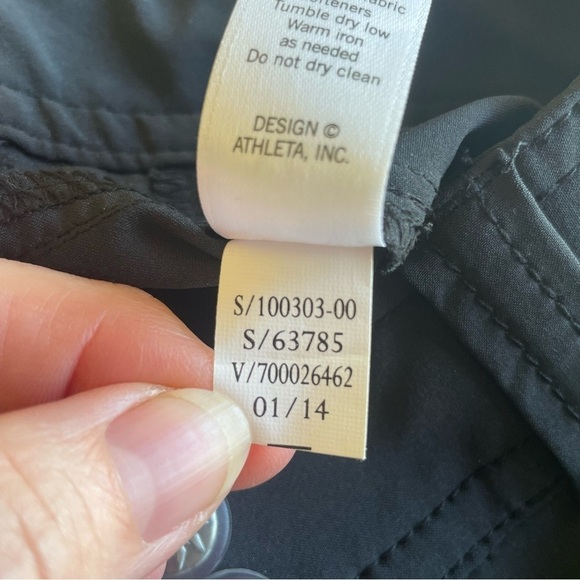 Tumble dry low
Warm iron
as needed
Do not dry clean
DESIGN ©
ATHLETA, INC.
S/100303-00
S/63785
V/700026462
01/14